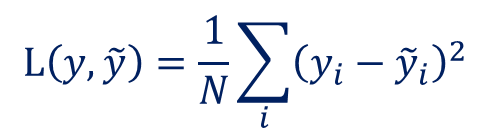 L(y, ỹ) = 1/N ∑_i (y_i − ỹ_i)²